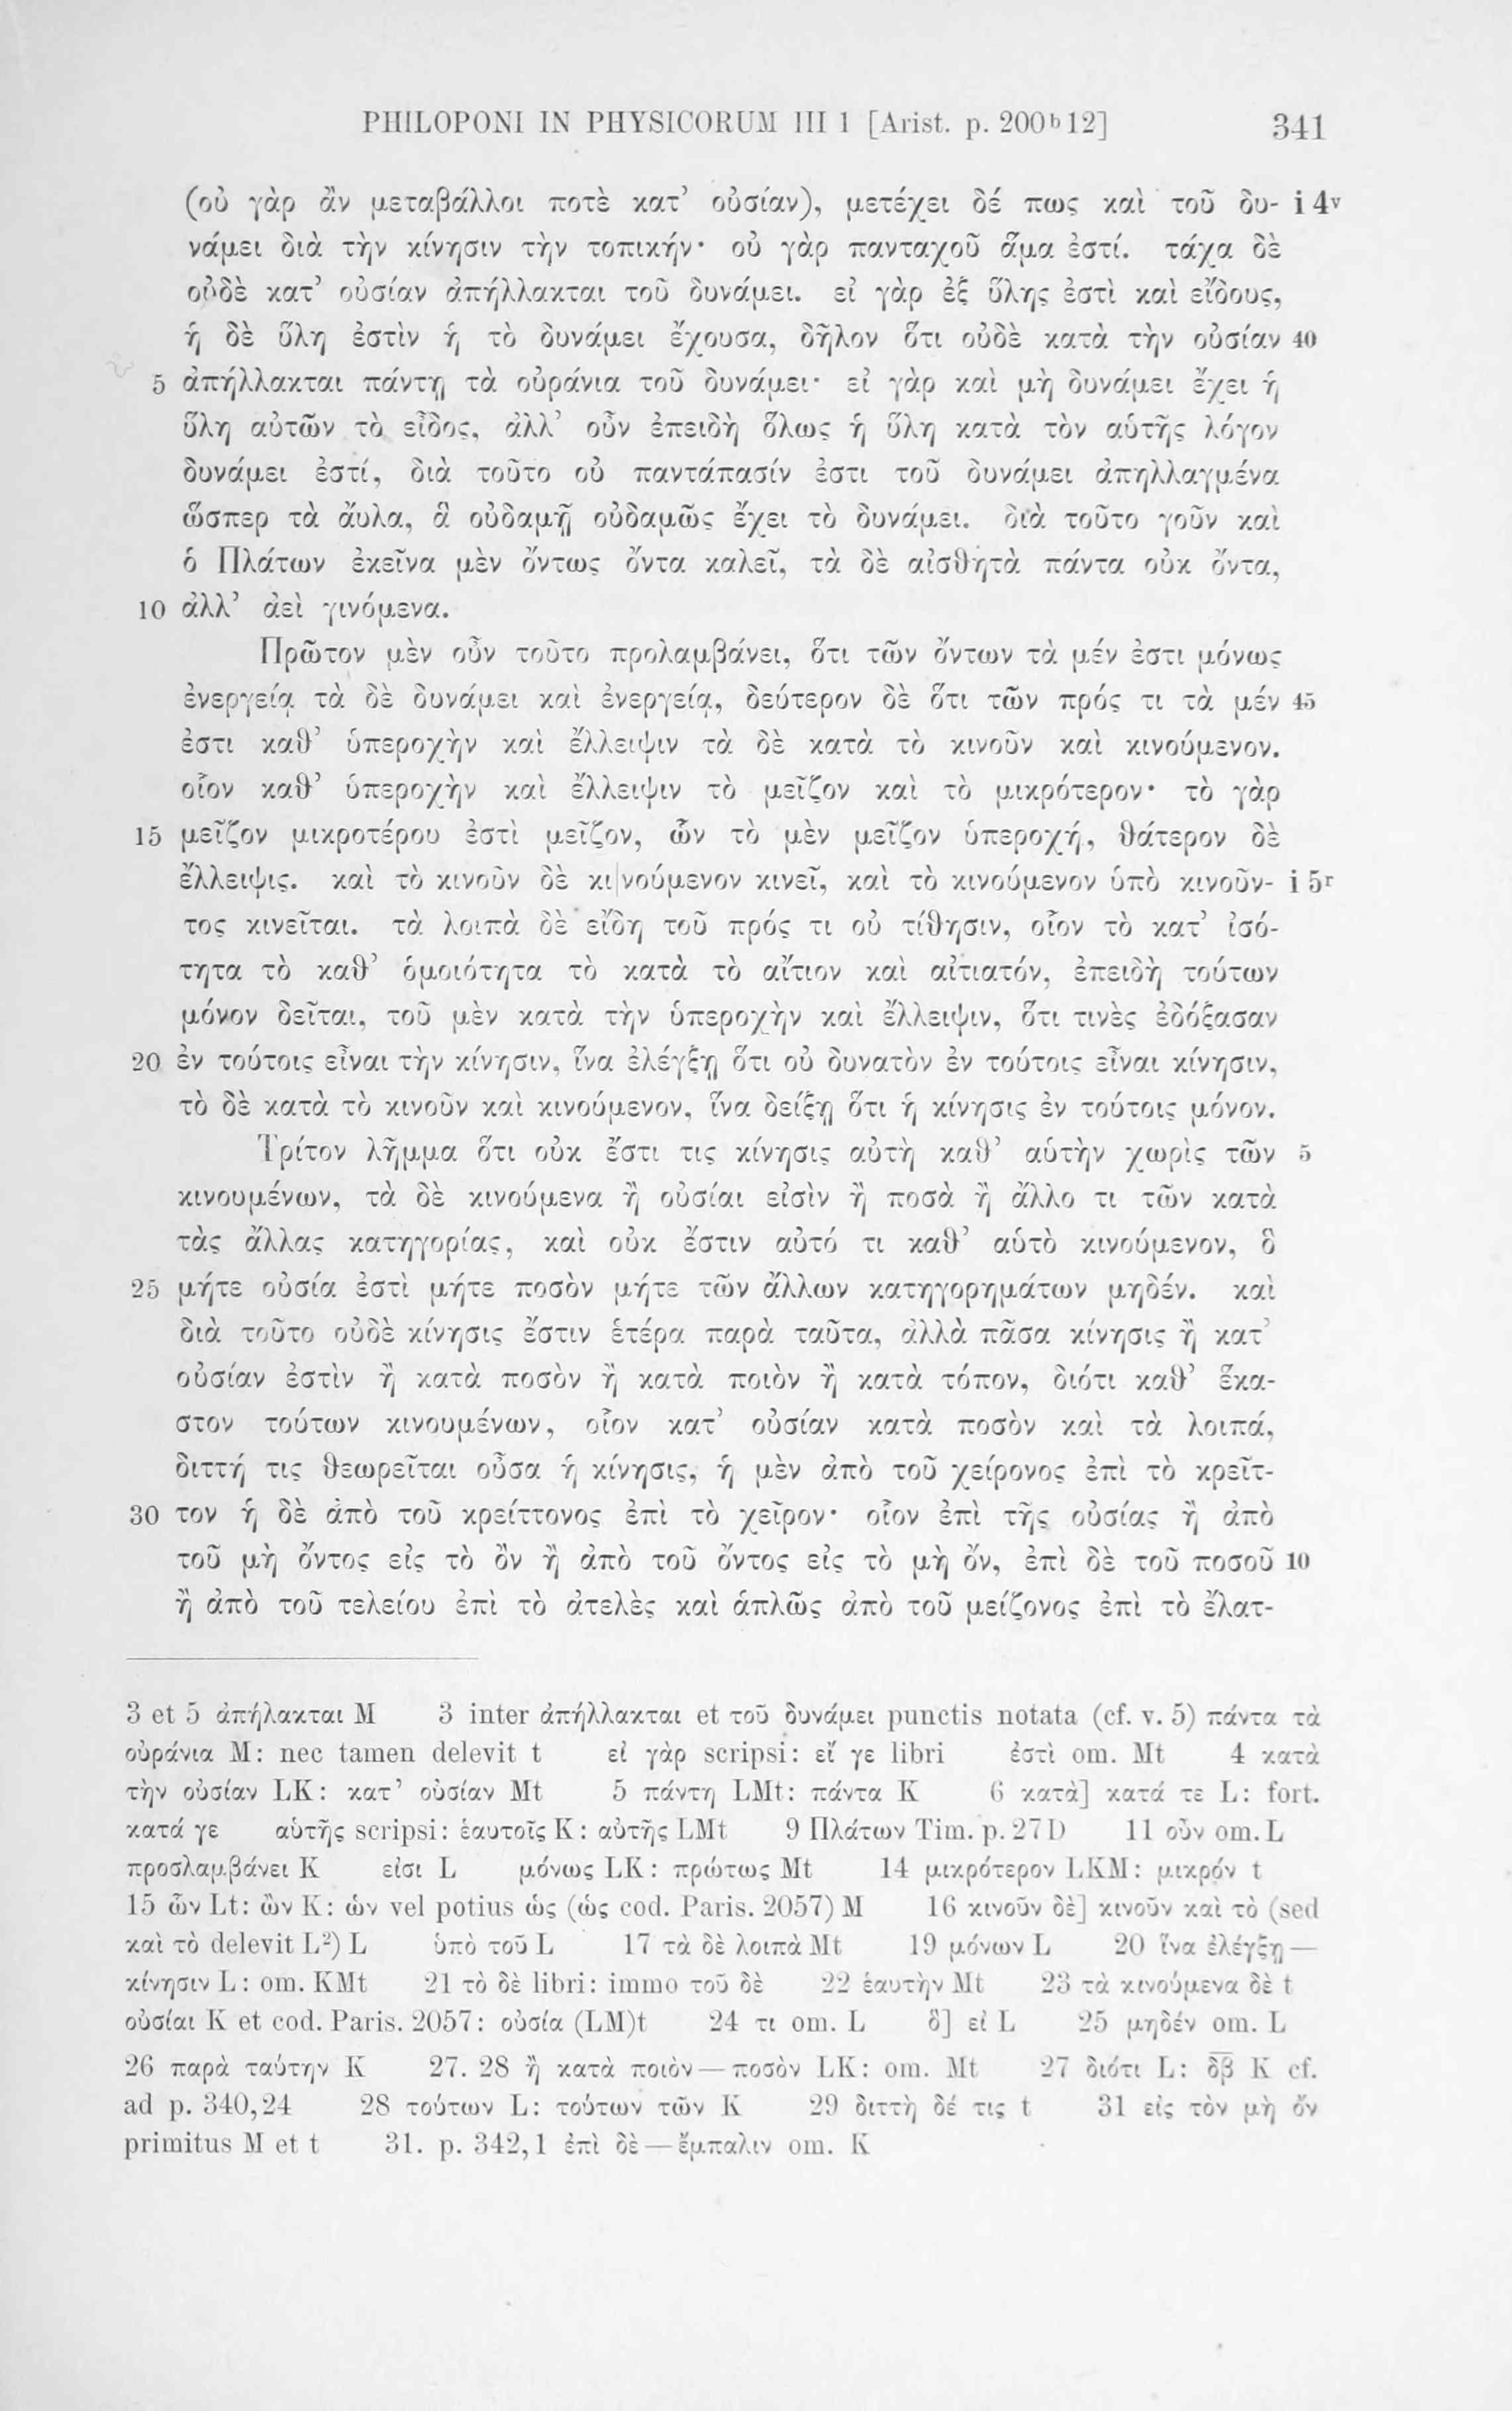 PHILOPONI IN PHYSICORUM III 1 [Arist. p. 200ᵇ12] 341
(οὐ γὰρ ἂν μεταβάλλοι ποτὲ κατ’ οὐσίαν), μετέχει δέ πως καὶ τοῦ δυ- i 4ᵛ
νάμει διὰ τὴν κίνησιν τὴν τοπικήν· οὐ γὰρ πανταχοῦ ἅμα ἐστί. τάχα δὲ
οὐδὲ κατ’ οὐσίαν ἀπήλλακται τοῦ δυνάμει. εἰ γὰρ ἐξ ὕλης ἐστὶ καὶ εἴδους,
ἡ δὲ ὕλη ἐστὶν ἡ τὸ δυνάμει ἔχουσα, δῆλον ὅτι οὐδὲ κατὰ τὴν οὐσίαν 40
5 ἀπήλλακται πάντῃ τὰ οὐράνια τοῦ δυνάμει· εἰ γὰρ καὶ μὴ δυνάμει ἔχει ἡ
ὕλη αὐτῶν τὸ εἶδος, ἀλλ’ οὖν ἐπειδὴ ὅλως ἡ ὕλη κατὰ τὸν αὑτῆς λόγον
δυνάμει ἐστί, διὰ τοῦτο οὐ παντάπασίν ἐστι τοῦ δυνάμει ἀπηλλαγμένα
ὥσπερ τὰ ἄυλα, ἃ οὐδαμῇ οὐδαμῶς ἔχει τὸ δυνάμει. διὰ τοῦτο γοῦν καὶ
ὁ Πλάτων ἐκεῖνα μὲν ὄντως ὄντα καλεῖ, τὰ δὲ αἰσθητὰ πάντα οὐκ ὄντα,
10 ἀλλ’ ἀεὶ γινόμενα.
Πρῶτον μὲν οὖν τοῦτο προλαμβάνει, ὅτι τῶν ὄντων τὰ μέν ἐστι μόνως
ἐνεργείᾳ τὰ δὲ δυνάμει καὶ ἐνεργείᾳ, δεύτερον δὲ ὅτι τῶν πρός τι τὰ μέν 45
ἐστι καθ’ ὑπεροχὴν καὶ ἔλλειψιν τὰ δὲ κατὰ τὸ κινοῦν καὶ κινούμενον.
οἷον καθ’ ὑπεροχὴν καὶ ἔλλειψιν τὸ μεῖζον καὶ τὸ μικρότερον· τὸ γὰρ
15 μεῖζον μικροτέρου ἐστὶ μεῖζον, ὧν τὸ μὲν μεῖζον ὑπεροχή, θάτερον δὲ
ἔλλειψις. καὶ τὸ κινοῦν δὲ κι|νούμενον κινεῖ, καὶ τὸ κινούμενον ὑπὸ κινοῦν- i 5ʳ
τος κινεῖται. τὰ λοιπὰ δὲ εἴδη τοῦ πρός τι οὐ τίθησιν, οἷον τὸ κατ’ ἰσό-
τητα τὸ καθ’ ὁμοιότητα τὸ κατὰ τὸ αἴτιον καὶ αἰτιατόν, ἐπειδὴ τούτων
μόνον δεῖται, τοῦ μὲν κατὰ τὴν ὑπεροχὴν καὶ ἔλλειψιν, ὅτι τινὲς ἐδόξασαν
20 ἐν τούτοις εἶναι τὴν κίνησιν, ἵνα ἐλέγξῃ ὅτι οὐ δυνατὸν ἐν τούτοις εἶναι κίνησιν,
τὸ δὲ κατὰ τὸ κινοῦν καὶ κινούμενον, ἵνα δείξῃ ὅτι ἡ κίνησις ἐν τούτοις μόνον.
Τρίτον λῆμμα ὅτι οὐκ ἔστι τις κίνησις αὐτὴ καθ’ αὑτὴν χωρὶς τῶν 5
κινουμένων, τὰ δὲ κινούμενα ἢ οὐσίαι εἰσὶν ἢ ποσὰ ἢ ἄλλο τι τῶν κατὰ
τὰς ἄλλας κατηγορίας, καὶ οὐκ ἔστιν αὐτό τι καθ’ αὑτὸ κινούμενον, ὃ
25 μήτε οὐσία ἐστὶ μήτε ποσὸν μήτε τῶν ἄλλων κατηγορημάτων μηδέν. καὶ
διὰ τοῦτο οὐδὲ κίνησις ἔστιν ἑτέρα παρὰ ταῦτα, ἀλλὰ πᾶσα κίνησις ἢ κατ’
οὐσίαν ἐστὶν ἢ κατὰ ποσὸν ἢ κατὰ ποιὸν ἢ κατὰ τόπον, διότι καθ’ ἕκα-
στον τούτων κινουμένων, οἷον κατ’ οὐσίαν κατὰ ποσὸν καὶ τὰ λοιπά,
διττή τις θεωρεῖται οὖσα ἡ κίνησις, ἡ μὲν ἀπὸ τοῦ χείρονος ἐπὶ τὸ κρεῖτ-
30 τον ἡ δὲ ἀπὸ τοῦ κρείττονος ἐπὶ τὸ χεῖρον· οἷον ἐπὶ τῆς οὐσίας ἢ ἀπὸ
τοῦ μὴ ὄντος εἰς τὸ ὂν ἢ ἀπὸ τοῦ ὄντος εἰς τὸ μὴ ὄν, ἐπὶ δὲ τοῦ ποσοῦ 10
ἢ ἀπὸ τοῦ τελείου ἐπὶ τὸ ἀτελὲς καὶ ἁπλῶς ἀπὸ τοῦ μείζονος ἐπὶ τὸ ἔλατ-
3 et 5 ἀπήλακται M 3 inter ἀπήλλακται et τοῦ δυνάμει punctis notata (cf. v. 5) πάντα τὰ
οὐράνια M: nec tamen delevit t εἰ γὰρ scripsi: εἴ γε libri ἐστὶ om. Mt 4 κατὰ
τὴν οὐσίαν LK: κατ’ οὐσίαν Mt 5 πάντῃ LMt: πάντα K 6 κατὰ] κατά τε L: fort.
κατά γε αὑτῆς scripsi: ἑαυτοῖς K: αὐτῆς LMt 9 Πλάτων Tim. p. 27D 11 οὖν om. L
προσλαμβάνει K εἰσι L μόνως LK: πρώτως Mt 14 μικρότερον LKM: μικρόν t
15 ὧν Lt: ὢν K: ὡν vel potius ὡς (ὡς cod. Paris. 2057) M 16 κινοῦν δὲ] κινοῦν καὶ τὸ (sed
καὶ τὸ delevit L²) L ὑπὸ τοῦ L 17 τὰ δὲ λοιπὰ Mt 19 μόνων L 20 ἵνα ἐλέγξῃ —
κίνησιν L: om. KMt 21 τὸ δὲ libri: immo τοῦ δὲ 22 ἑαυτὴν Mt 23 τὰ κινούμενα δὲ t
οὐσίαι K et cod. Paris. 2057: οὐσία (LM)t 24 τι om. L ὃ] εἰ L 25 μηδέν om. L
26 παρὰ ταύτην K 27. 28 ἢ κατὰ ποιὸν — ποσὸν LK: om. Mt 27 διότι L: δβ̅ K cf.
ad p. 340,24 28 τούτων L: τούτων τῶν K 29 διττὴ δέ τις t 31 εἰς τὸν μὴ ὄν
primitus M et t 31. p. 342,1 ἐπὶ δὲ — ἔμπαλιν om. K